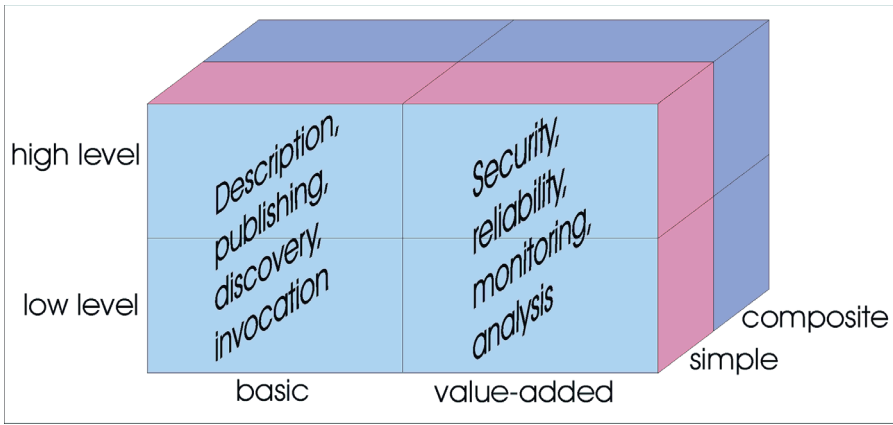 high level
low level
Description,
publishing,
discovery,
invocation
Security,
reliability,
monitoring,
analysis
basic
value-added
simple
composite